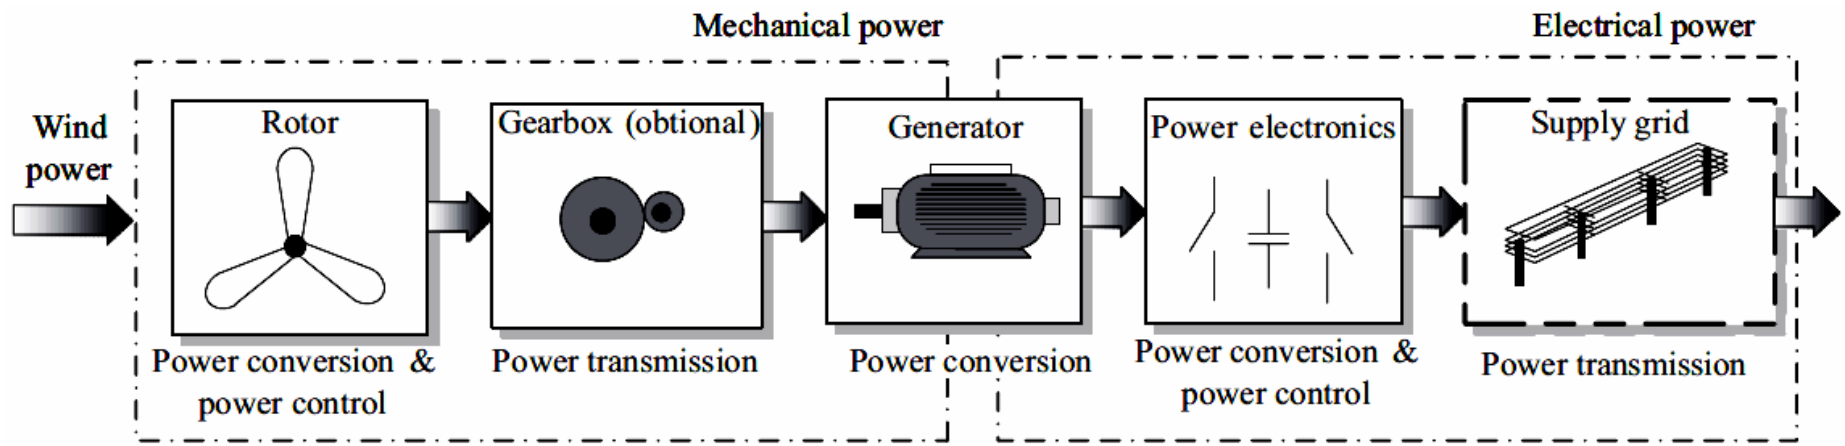 Mechanical power
Electrical power
Wind
power
Rotor
Gearbox (obtional)
Generator
Power electronics
Supply grid
Power conversion &
power control
Power transmission
Power conversion
Power conversion &
power control
Power transmission